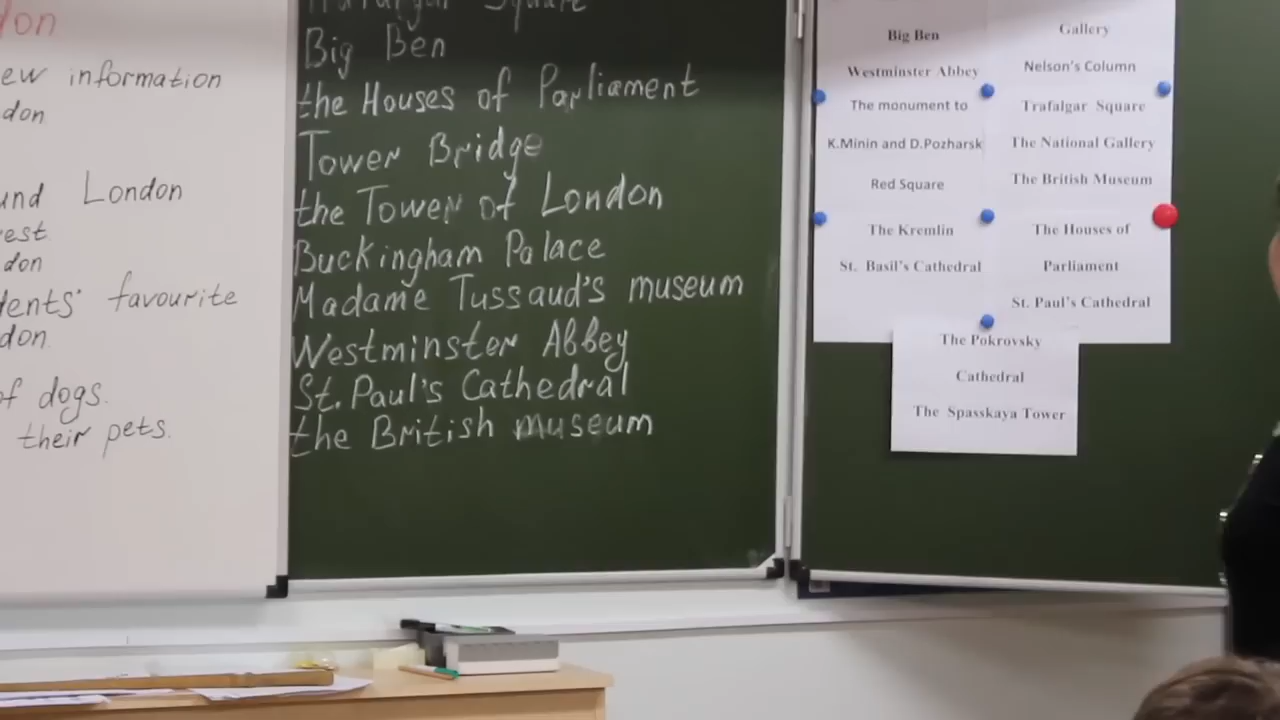 don
ew information
don
und London
est
don
dents' favourite
don
of dogs.
their pets.
Trafalgar Square
Big Ben
the Houses of Parliament
Tower Bridge
the Tower of London
Buckingham Palace
Madame Tussaud's museum
Westminster Abbey
St. Paul's Cathedral
the British museum
Big Ben
Westminster Abbey
The monument to
K.Minin and D.Pozharsk
Red Square
The Kremlin
St. Basil's Cathedral
Gallery
Nelson's Column
Trafalgar Square
The National Gallery
The British Museum
The Houses of
Parliament
St. Paul's Cathedral
The Pokrovsky
Cathedral
The Spasskaya Tower